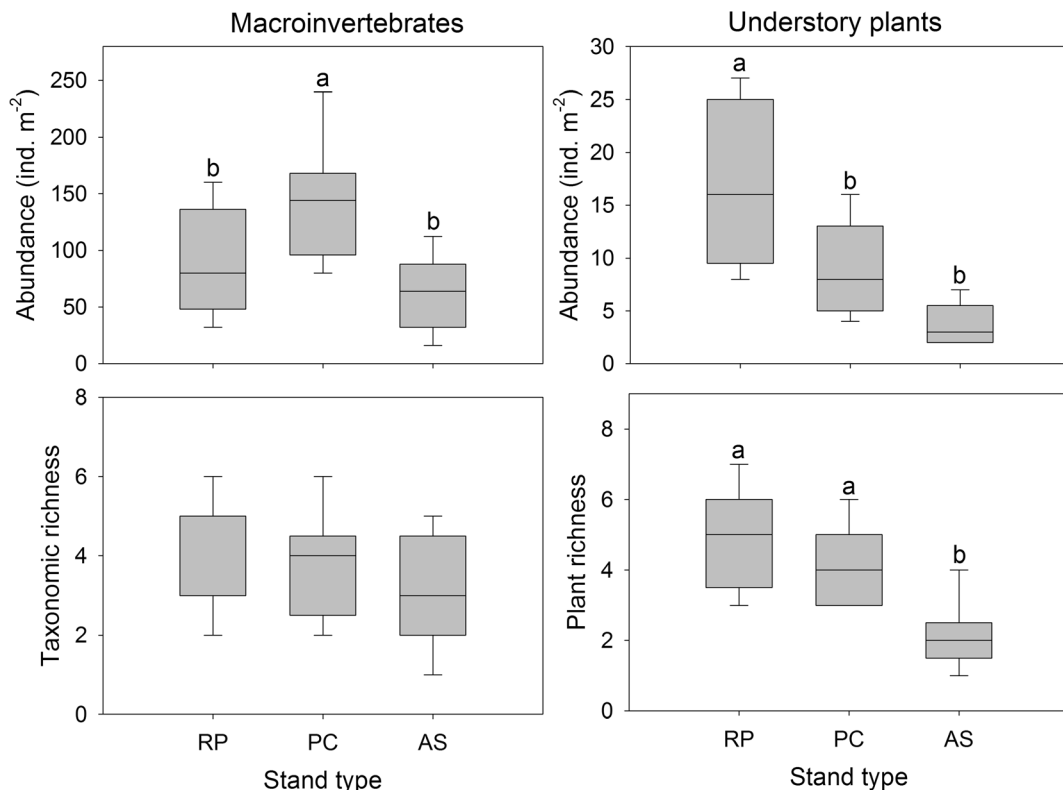 Macroinvertebrates
Understory plants
Abundance (ind. m-2)
250
200
150
100
50
0
b
a
b
Abundance (ind. m-2)
30
25
20
15
10
5
0
a
b
b
Taxonomic richness
8
6
4
2
0
RP PC AS
Stand type
Plant richness
8
6
4
2
0
a
a
b
RP PC AS
Stand type